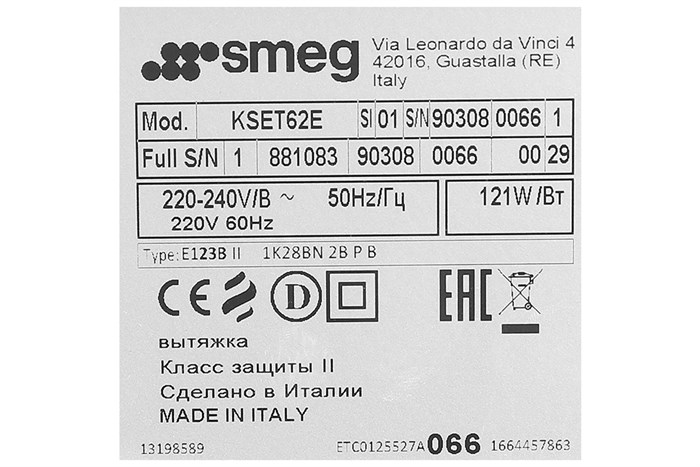 smeg
Via Leonardo da Vinci 4
42016, Guastalla (RE)
Italy
Mod. KSET62E SI 01 S/N 90308 0066 1
Full S/N 1 881083 90308 0066 00 29
220-240V/В ~ 50Hz/Гц 121W/Вт
220V 60Hz
Type: E123B II 1K28BN 2B P B
CE D EAC
вытяжка
Класс защиты II
Сделано в Италии
MADE IN ITALY
13198589 ETC0125527A 066 1664457863